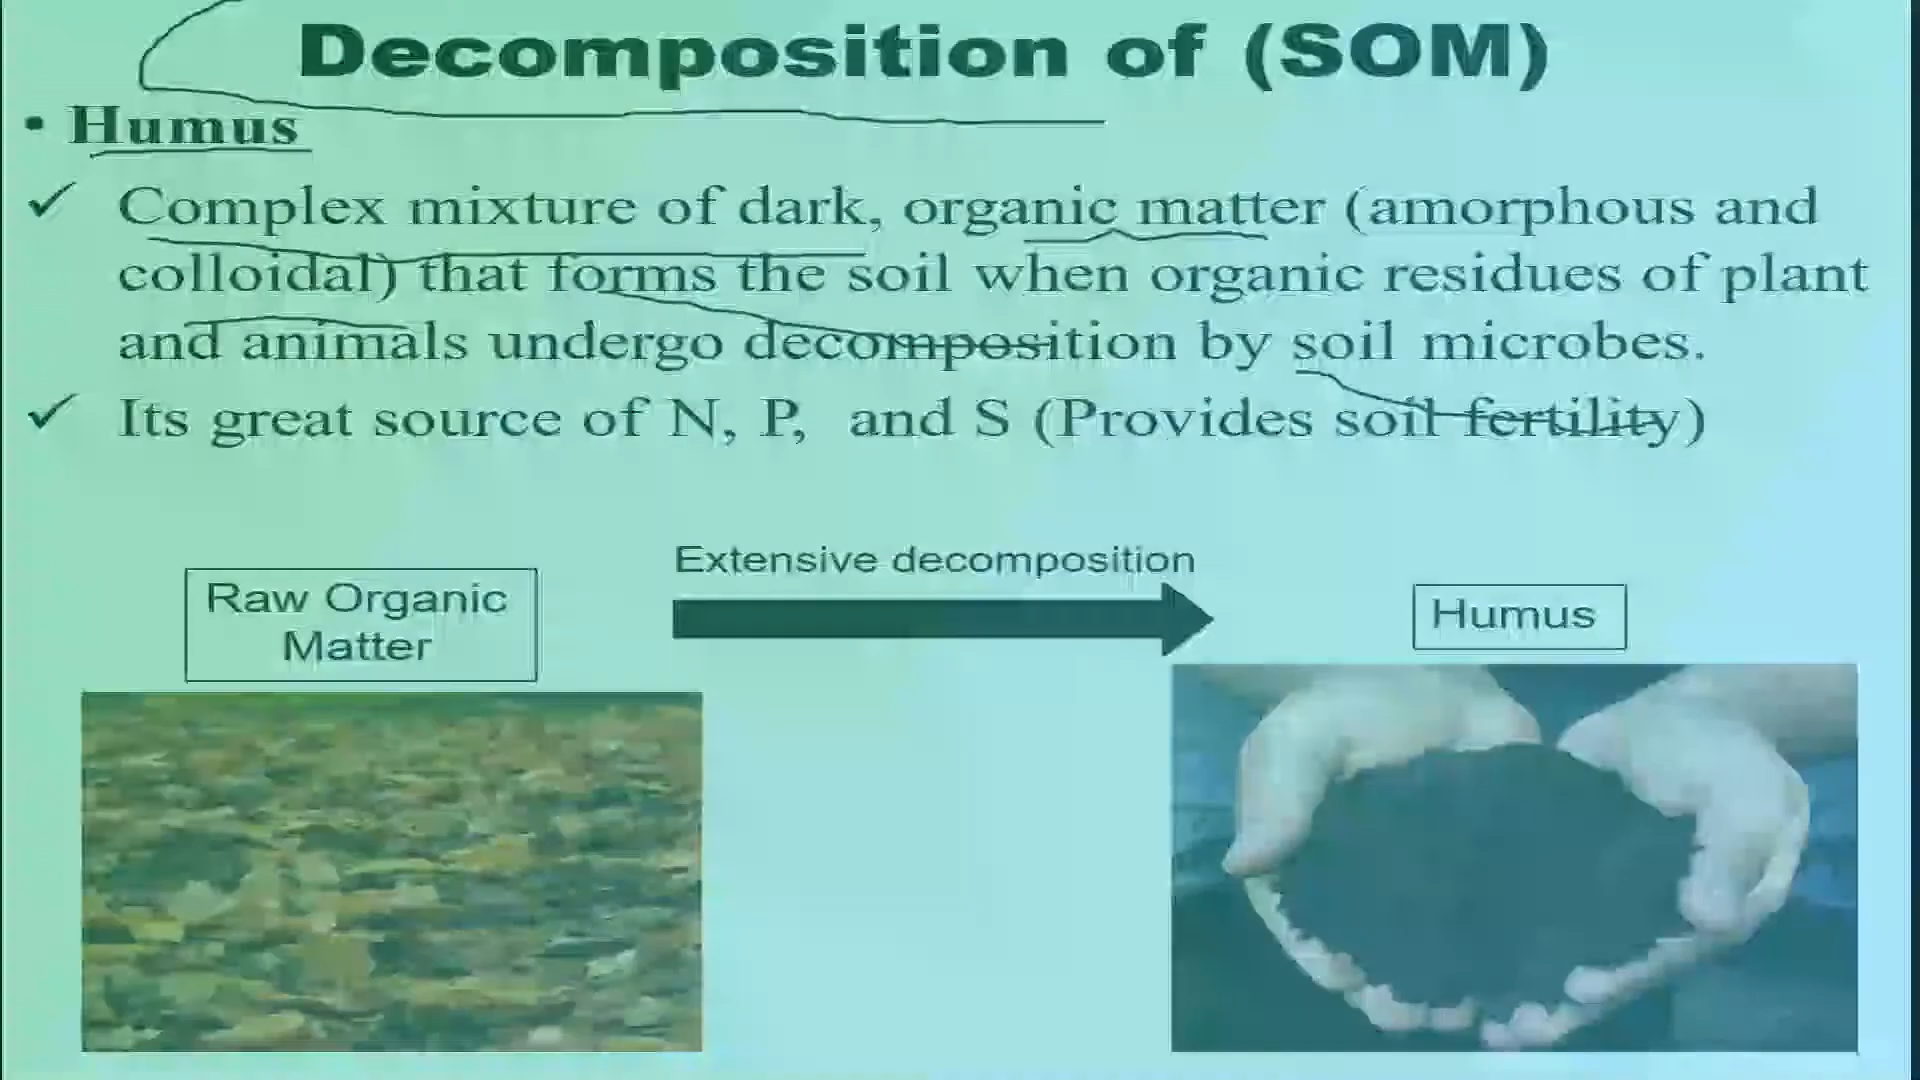 Decomposition of (SOM)
• Humus
✓ Complex mixture of dark, organic matter (amorphous and
colloidal) that forms the soil when organic residues of plant
and animals undergo decomposition by soil microbes.
✓ Its great source of N, P, and S (Provides soil fertility)
Extensive decomposition
Raw Organic
Matter
Humus